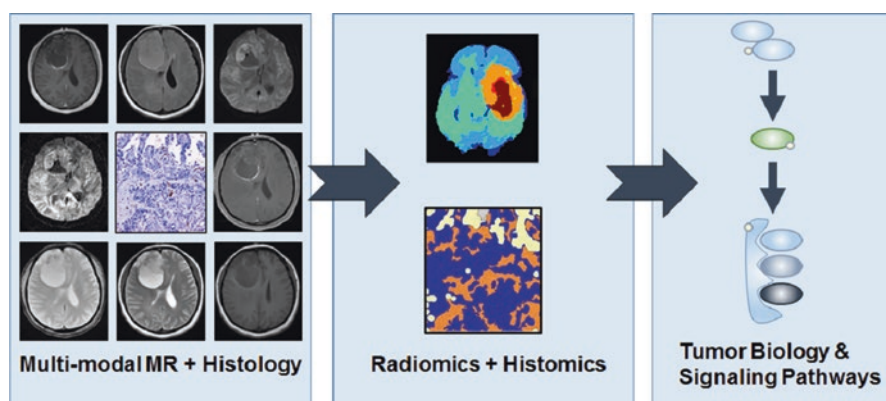 Multi-modal MR + Histology
Radiomics + Histomics
Tumor Biology &
Signaling Pathways